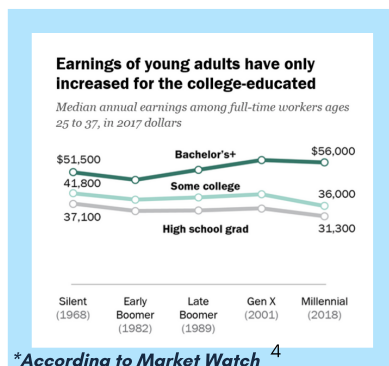 Earnings of young adults have only
increased for the college-educated
Median annual earnings among full-time workers ages
25 to 37, in 2017 dollars
Bachelor's+
$56,000
$51,500
Some college
41,800
36,000
37,100
High school grad
31,300
Silent Early Late Gen X Millennial
(1968) Boomer Boomer (2001) (2018)
(1982) (1989)
*According to Market Watch 4